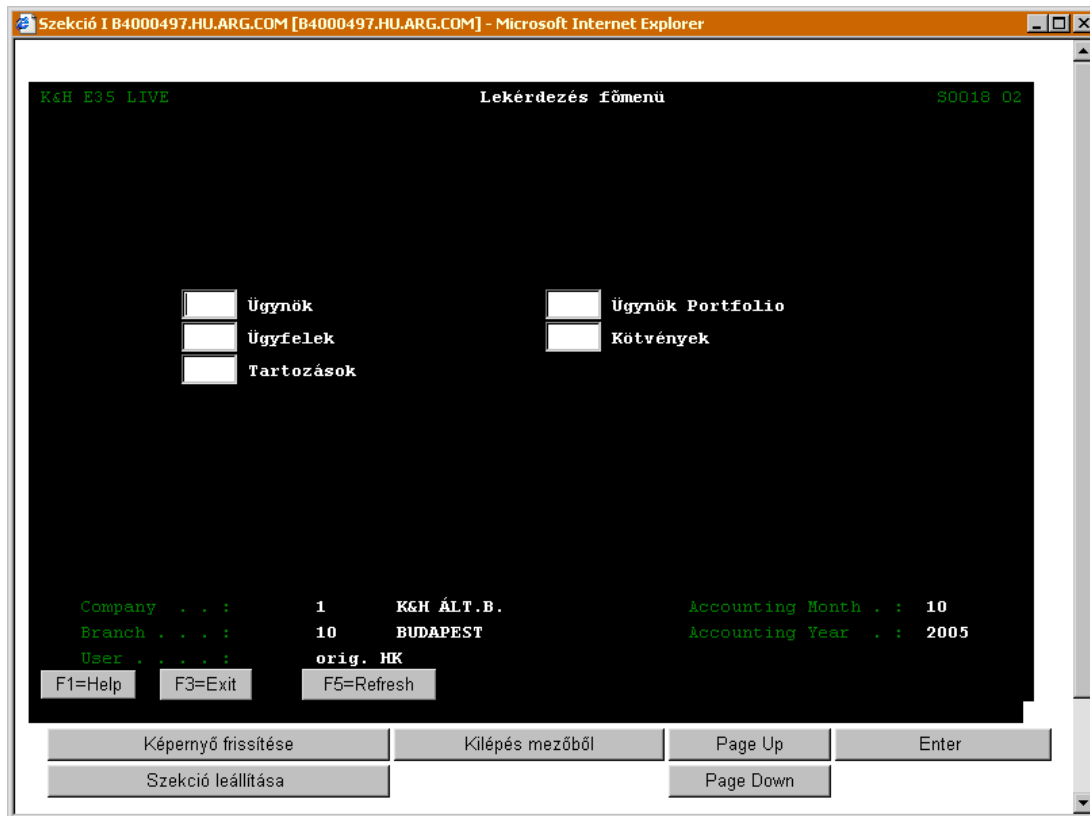 Szekció I B4000497.HU.ARG.COM [B4000497.HU.ARG.COM] - Microsoft Internet Explorer
K&H E35 LIVE Lekérdezés fõmenü S0018 02
Ügynök Ügynök Portfolio
Ügyfelek Kötvények
Tartozások
Company . . : 1 K&H ÁLT.B. Accounting Month . : 10
Branch . . . : 10 BUDAPEST Accounting Year . : 2005
User . . . . : orig. HK
F1=Help F3=Exit F5=Refresh
Képernyő frissítése Kilépés mezőből Page Up Enter
Szekció leállítása Page Down